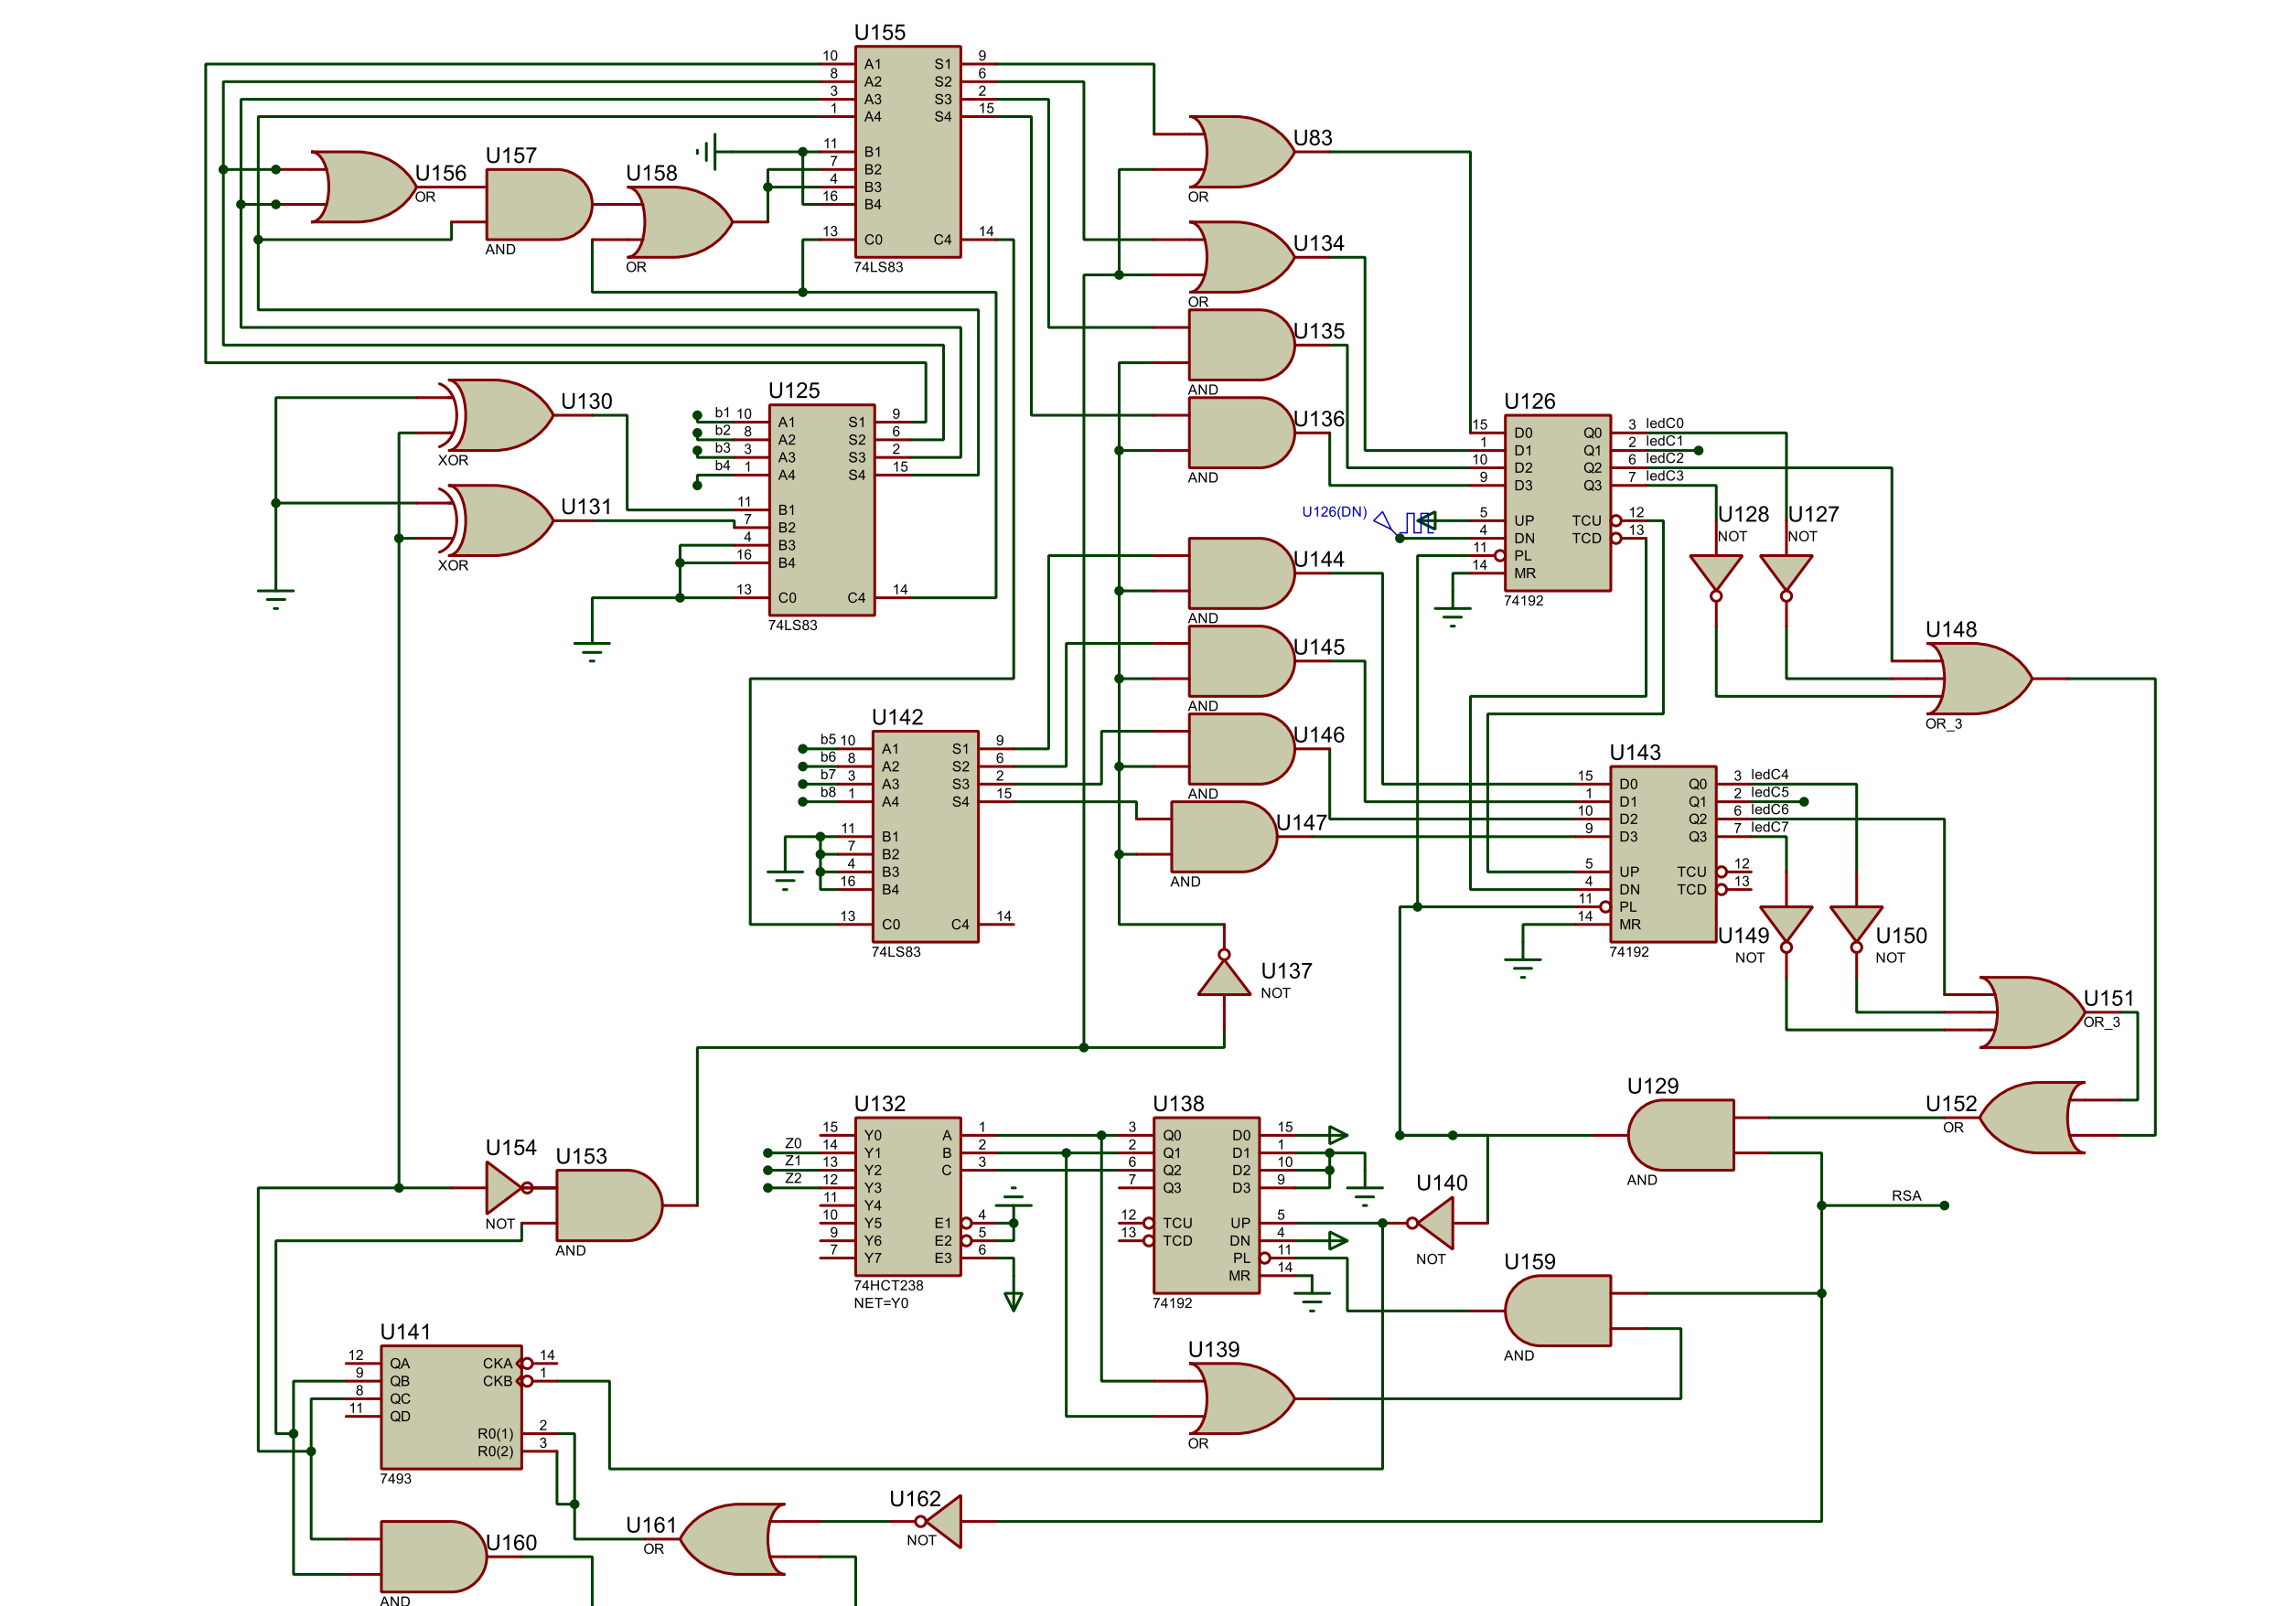 U155
10 A1 S1 9
8 A2 S2 6
3 A3 S3 2
1 A4 S4 15
11 B1
7 B2
4 B3
16 B4
13 C0 C4 14
74LS83
U156
OR
U157
AND
U158
OR
U83
OR
U134
OR
U135
AND
U136
AND
U130
XOR
U131
XOR
U125
b1 10 A1 S1 9
b2 8 A2 S2 6
b3 3 A3 S3 2
b4 1 A4 S4 15
11 B1
7 B2
4 B3
16 B4
13 C0 C4 14
74LS83
U126
15 D0 Q0 3 ledC0
1 D1 Q1 2 ledC1
10 D2 Q2 6 ledC2
9 D3 Q3 7 ledC3
U126(DN)
5 UP TCU 12
4 DN TCD 13
11 PL
14 MR
74192
U128
NOT
U127
NOT
U144
AND
U145
AND
U146
AND
U147
AND
U148
OR_3
U142
b5 10 A1 S1 9
b6 8 A2 S2 6
b7 3 A3 S3 2
b8 1 A4 S4 15
11 B1
7 B2
4 B3
16 B4
13 C0 C4 14
74LS83
U143
15 D0 Q0 3 ledC4
1 D1 Q1 2 ledC5
10 D2 Q2 6 ledC6
9 D3 Q3 7 ledC7
5 UP TCU 12
4 DN TCD 13
11 PL
14 MR
74192
U149
NOT
U150
NOT
U137
NOT
U151
OR_3
U129
AND
U152
OR
RSA
U154
NOT
U153
AND
U132
15 Y0 A 1
Z0 14 Y1 B 2
Z1 13 Y2 C 3
Z2 12 Y3
11 Y4
10 Y5 E1 4
9 Y6 E2 5
7 Y7 E3 6
74HCT238
NET=Y0
U138
3 Q0 D0 15
2 Q1 D1 1
6 Q2 D2 10
7 Q3 D3 9
12 TCU UP 5
13 TCD DN 4
PL 11
MR 14
74192
U140
NOT
U159
AND
U139
OR
U141
12 QA CKA 14
9 QB CKB 1
8 QC
11 QD
R0(1) 2
R0(2) 3
7493
U162
NOT
U161
OR
U160
AND